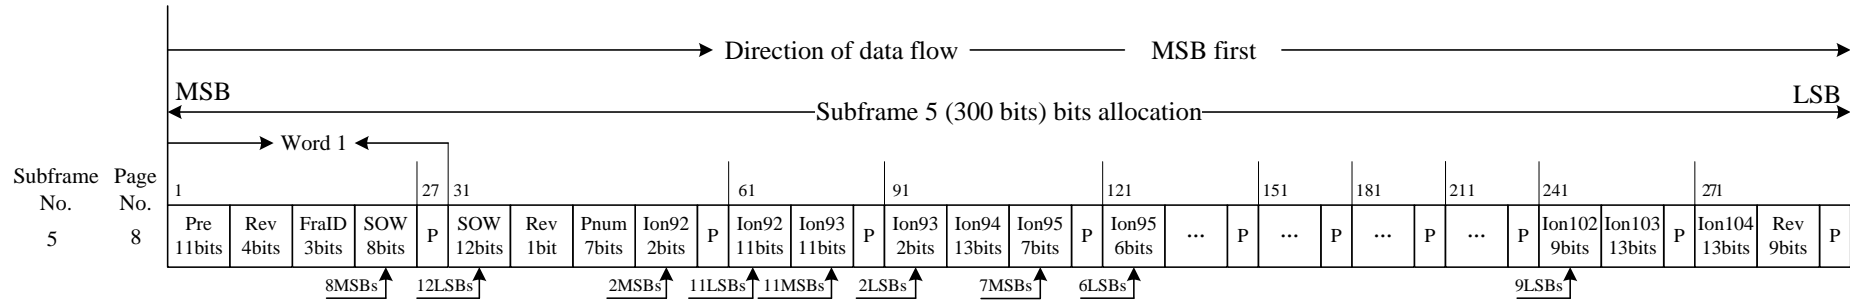 Direction of data flow MSB first
MSB LSB
Subframe 5 (300 bits) bits allocation
Word 1
Subframe No. Page No.
1 27 31 61 91 121 151 181 211 241 271
5 8
Pre 11bits
Rev 4bits
FraID 3bits
SOW 8bits
P
SOW 12bits
Rev 1bit
Pnum 7bits
Ion92 2bits
P
Ion92 11bits
Ion93 11bits
P
Ion93 2bits
Ion94 13bits
Ion95 7bits
P
Ion95 6bits
...
P
...
P
...
P
...
P
Ion102 9bits
Ion103 13bits
P
Ion104 13bits
Rev 9bits
P
8MSBs 12LSBs 2MSBs 11LSBs 11MSBs 2LSBs 7MSBs 6LSBs 9LSBs